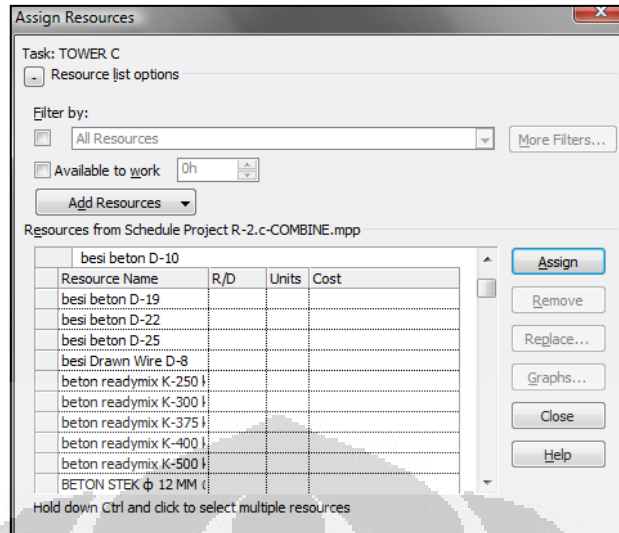 Assign Resources
Task: TOWER C
- Resource list options
Filter by:
All Resources
More Filters...
Available to work 0h
Add Resources
Resources from Schedule Project R-2.c-COMBINE.mpp
besi beton D-10
Resource Name R/D Units Cost
besi beton D-19
besi beton D-22
besi beton D-25
besi Drawn Wire D-8
beton readymix K-250
beton readymix K-300
beton readymix K-375
beton readymix K-400
beton readymix K-500
BETON STEK ф 12 MM
Assign
Remove
Replace...
Graphs...
Close
Help
Hold down Ctrl and click to select multiple resources